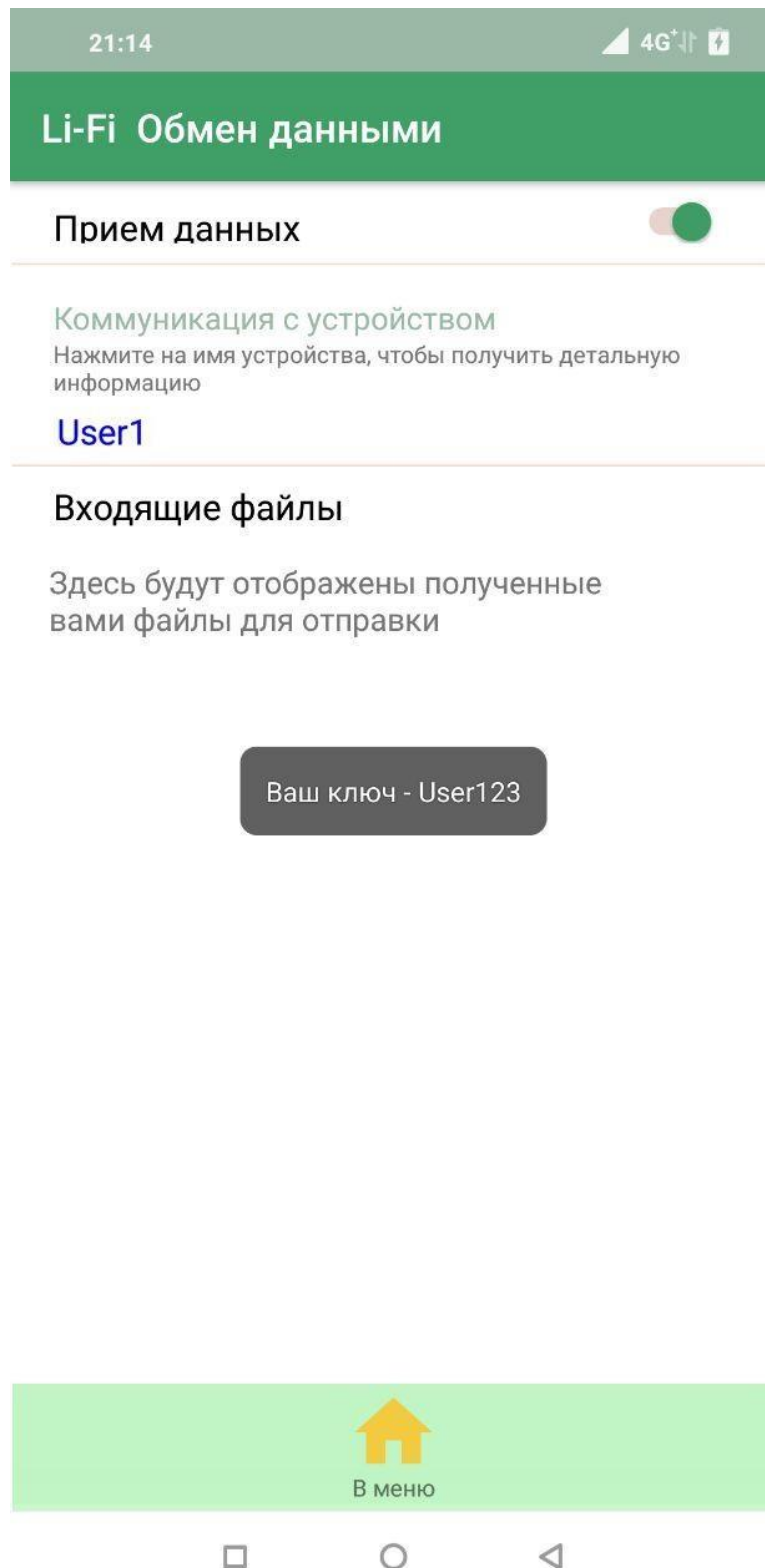 21:14 4G+
Li-Fi Обмен данными
Прием данных
Коммуникация с устройством
Нажмите на имя устройства, чтобы получить детальную
информацию
User1
Входящие файлы
Здесь будут отображены полученные
вами файлы для отправки
Ваш ключ - User123
В меню